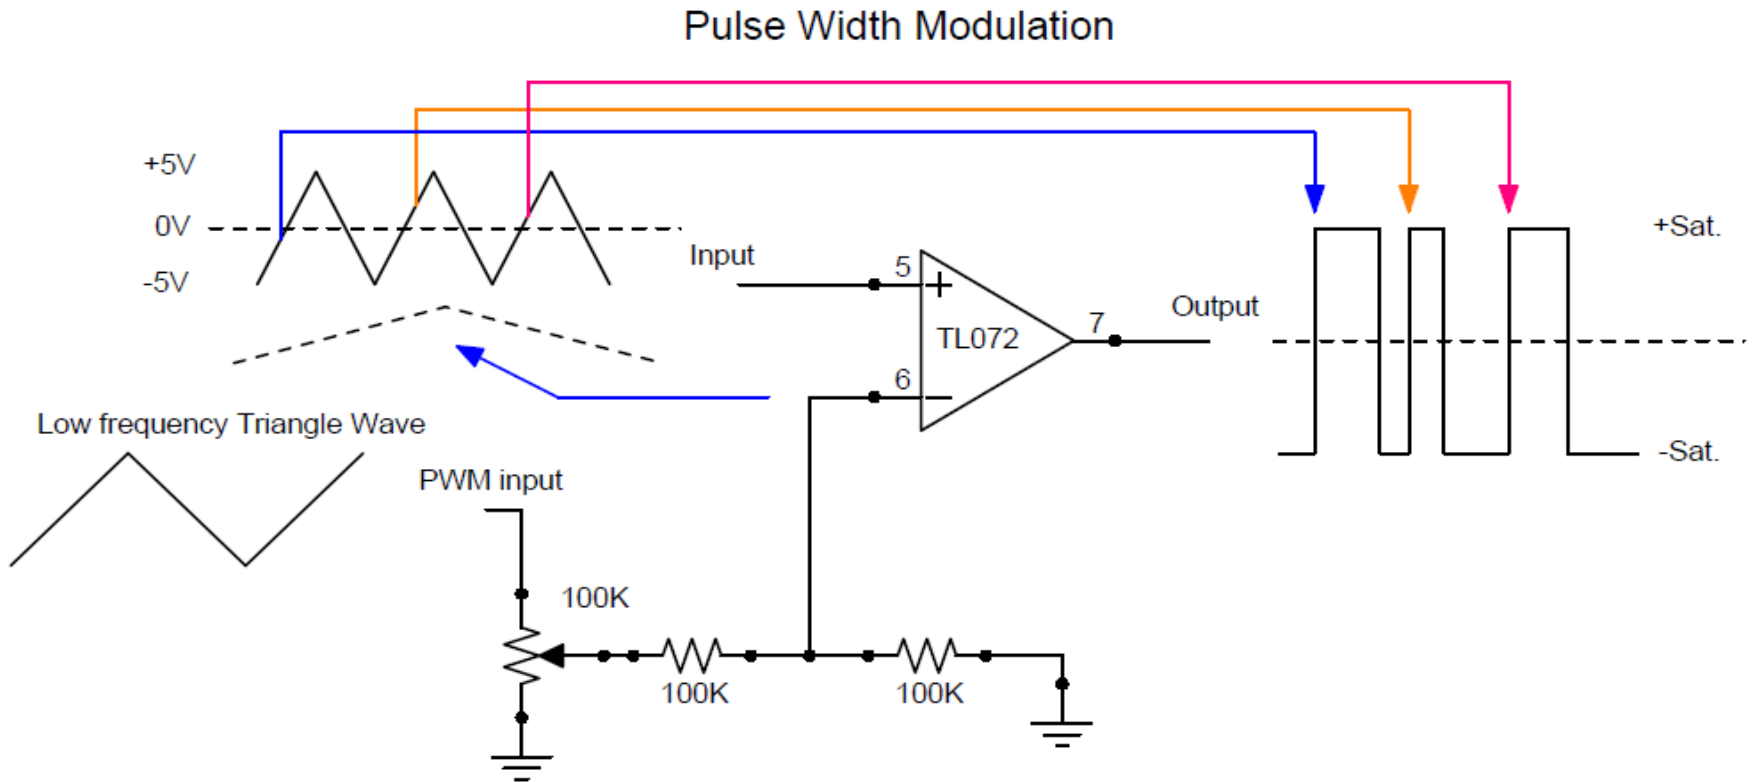 Pulse Width Modulation
+5V
0V
-5V
Input
5
+
TL072
7
6
−
Output
+Sat.
-Sat.
Low frequency Triangle Wave
PWM input
100K
100K
100K